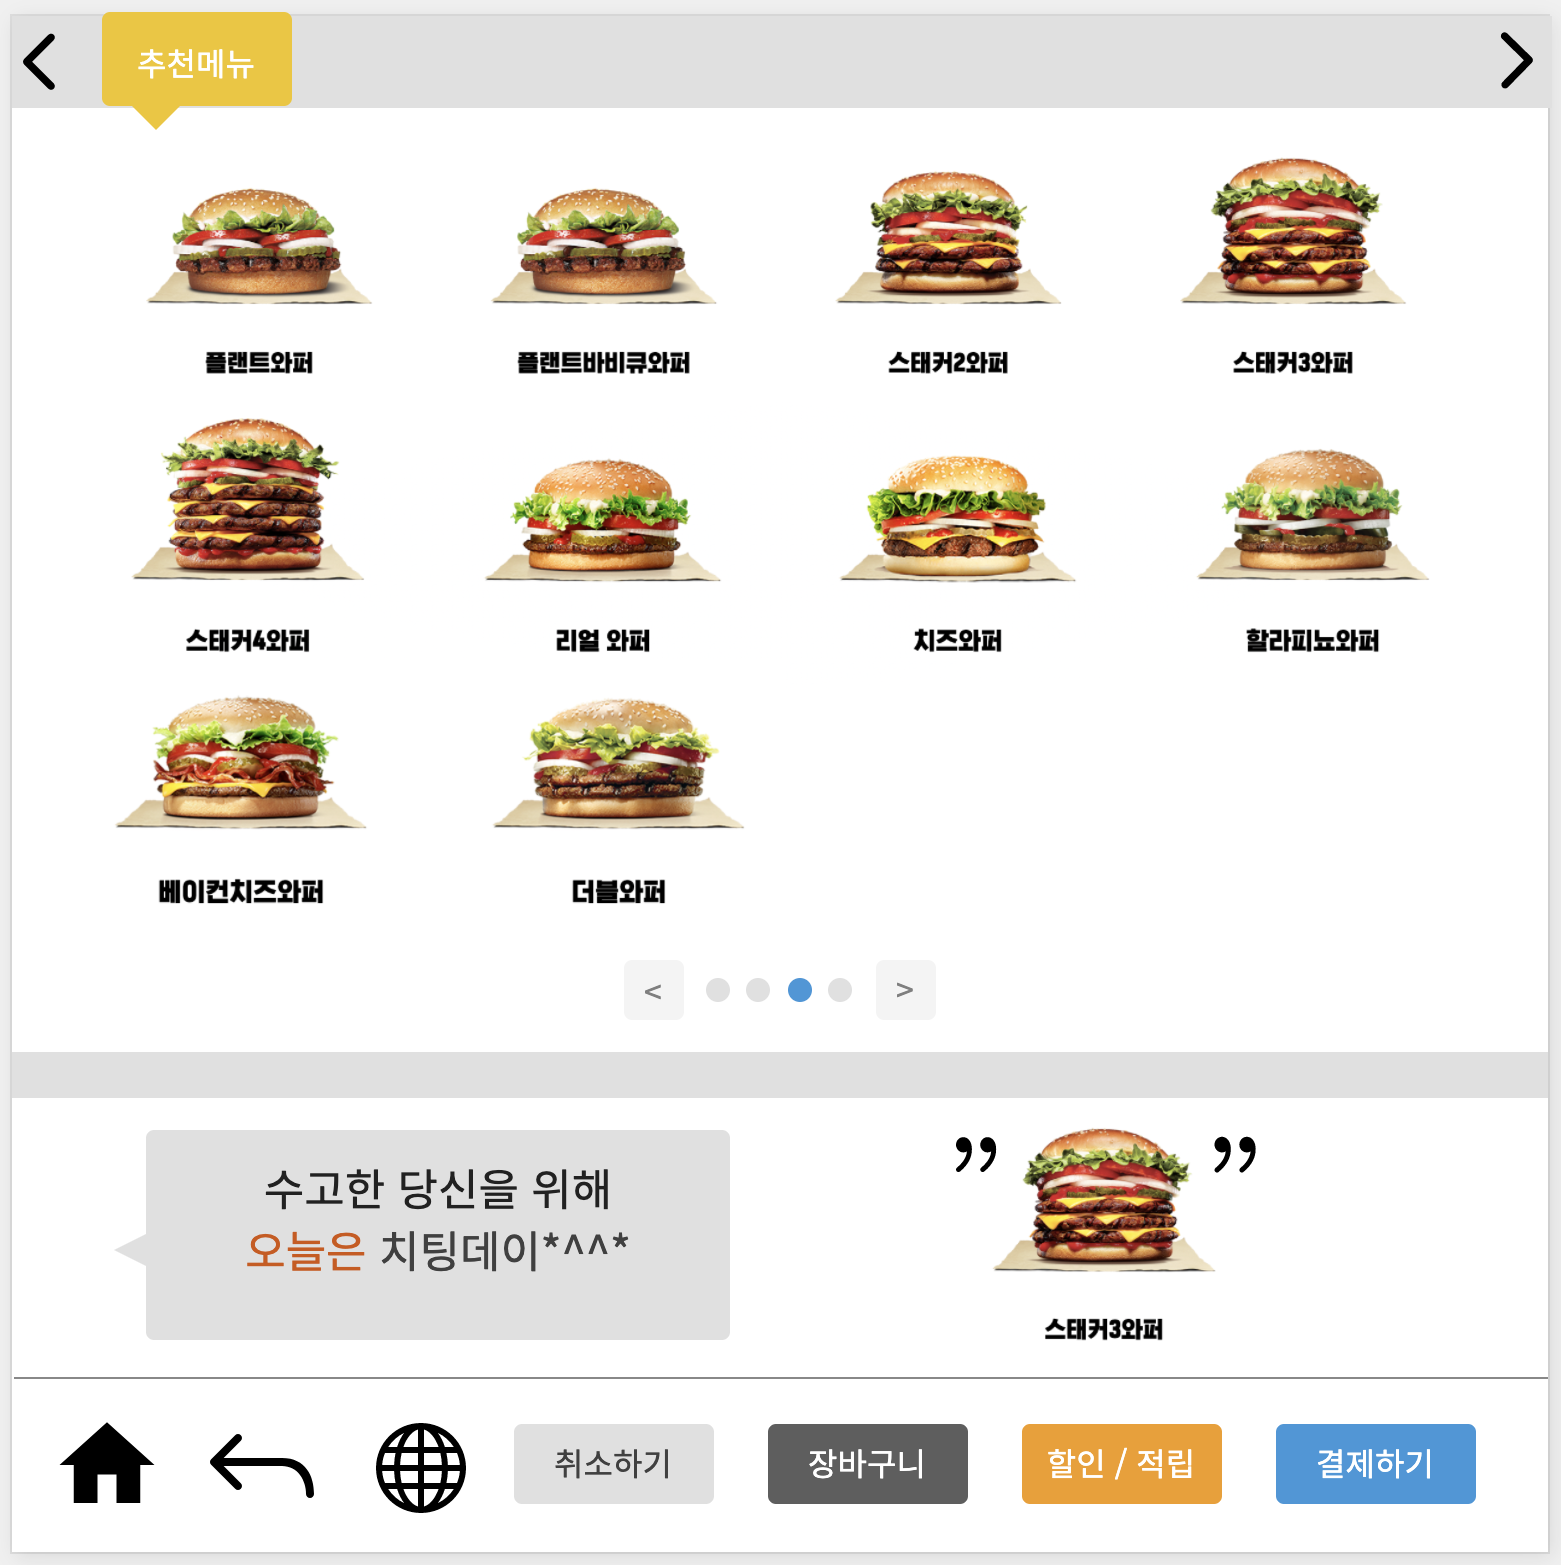 추천메뉴
플랜트와퍼
플랜트바비큐와퍼
스태커2와퍼
스태커3와퍼
스태커4와퍼
리얼 와퍼
치즈와퍼
할라피뇨와퍼
베이컨치즈와퍼
더블와퍼
<
>
수고한 당신을 위해
오늘은 치팅데이*^^*
” ”
스태커3와퍼
취소하기
장바구니
할인 / 적립
결제하기